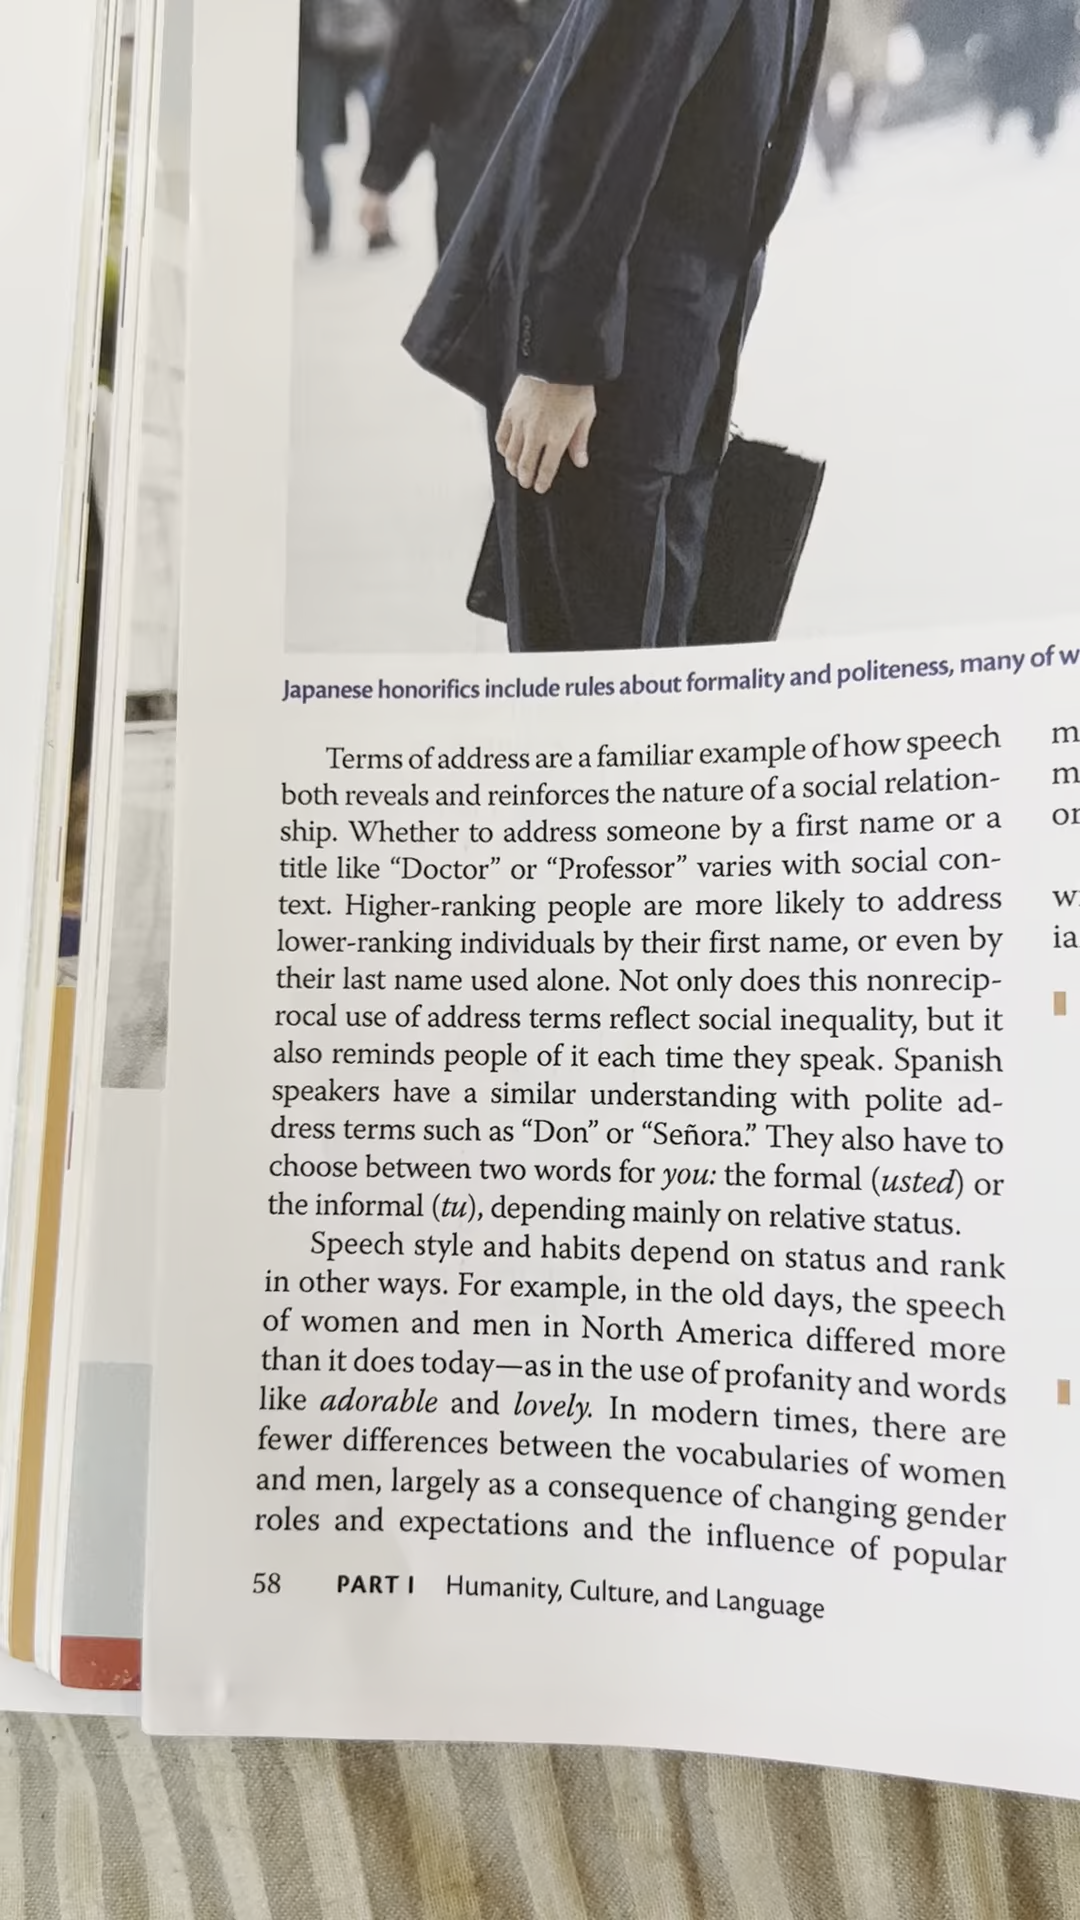 Japanese honorifics include rules about formality and politeness, many of
Terms of address are a familiar example of how speech
both reveals and reinforces the nature of a social relation-
ship. Whether to address someone by a first name or a
title like “Doctor” or “Professor” varies with social con-
text. Higher-ranking people are more likely to address
lower-ranking individuals by their first name, or even by
their last name used alone. Not only does this nonrecip-
rocal use of address terms reflect social inequality, but it
also reminds people of it each time they speak. Spanish
speakers have a similar understanding with polite ad-
dress terms such as “Don” or “Señora.” They also have to
choose between two words for you: the formal (usted) or
the informal (tu), depending mainly on relative status.
Speech style and habits depend on status and rank
in other ways. For example, in the old days, the speech
of women and men in North America differed more
than it does today—as in the use of profanity and words
like adorable and lovely. In modern times, there are
fewer differences between the vocabularies of women
and men, largely as a consequence of changing gender
roles and expectations and the influence of popular
58 PART I Humanity, Culture, and Language